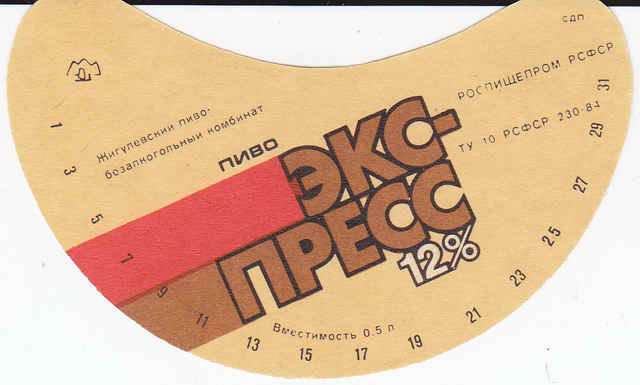 сдп
РОСПИЩЕПРОМ РСФСР
ТУ 10 РСФСР 230-84
Жигулевский пиво-
безалкогольный комбинат
ПИВО
ЭКС-
ПРЕСС
12%
Вместимость 0.5 л
1 3 5 7 9 11 13 15 17 19 21 23 25 27 29 31